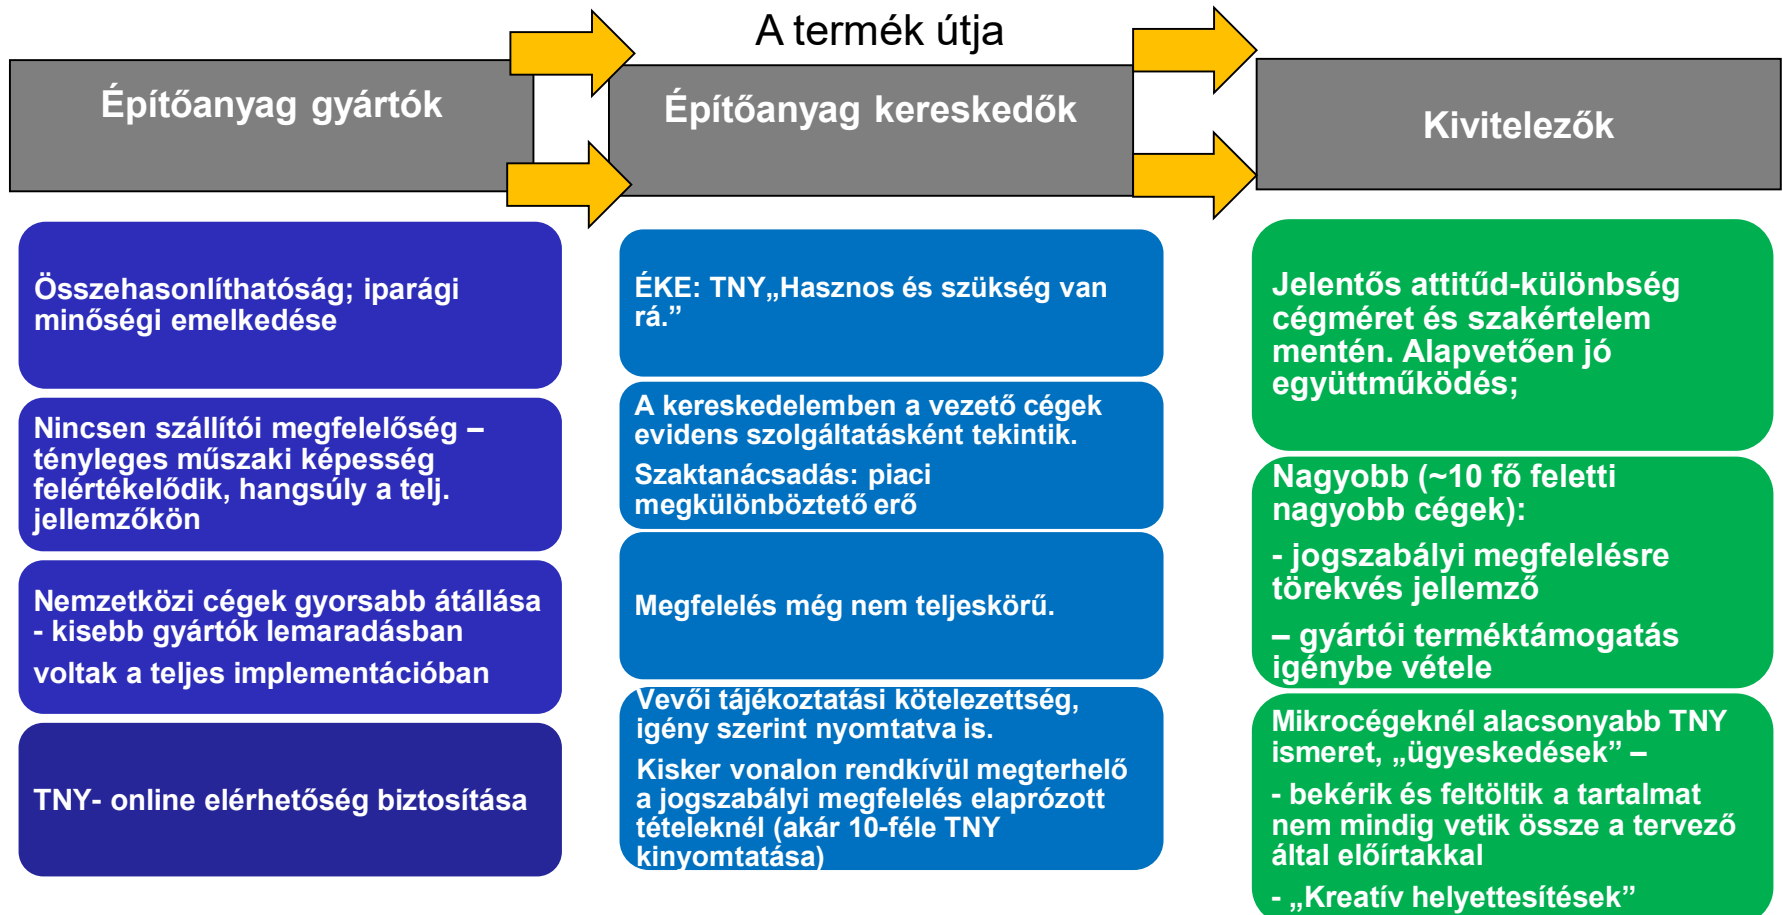 A termék útja
Építőanyag gyártók
Építőanyag kereskedők
Kivitelezők
Összehasonlíthatóság; iparági
minőségi emelkedése
Nincsen szállítói megfelelőség –
tényleges műszaki képesség
felértékelődik, hangsúly a telj.
jellemzőkön
Nemzetközi cégek gyorsabb átállása
- kisebb gyártók lemaradásban
voltak a teljes implementációban
TNY- online elérhetőség biztosítása
ÉKE: TNY„Hasznos és szükség van
rá.”
A kereskedelemben a vezető cégek
evidens szolgáltatásként tekintik.
Szaktanácsadás: piaci
megkülönböztető erő
Megfelelés még nem teljeskörű.
Vevői tájékoztatási kötelezettség,
igény szerint nyomtatva is.
Kisker vonalon rendkívül megterhelő
a jogszabályi megfelelés elaprózott
tételeknél (akár 10-féle TNY
kinyomtatása)
Jelentős attitűd-különbség
cégméret és szakértelem
mentén. Alapvetően jó
együttműködés;
Nagyobb (~10 fő feletti
nagyobb cégek):
- jogszabályi megfelelésre
törekvés jellemző
– gyártói terméktámogatás
igénybe vétele
Mikrocégeknél alacsonyabb TNY
ismeret, „ügyeskedések” –
- bekérik és feltöltik a tartalmat
nem mindig vetik össze a tervező
által előírtakkal
- „Kreatív helyettesítések”